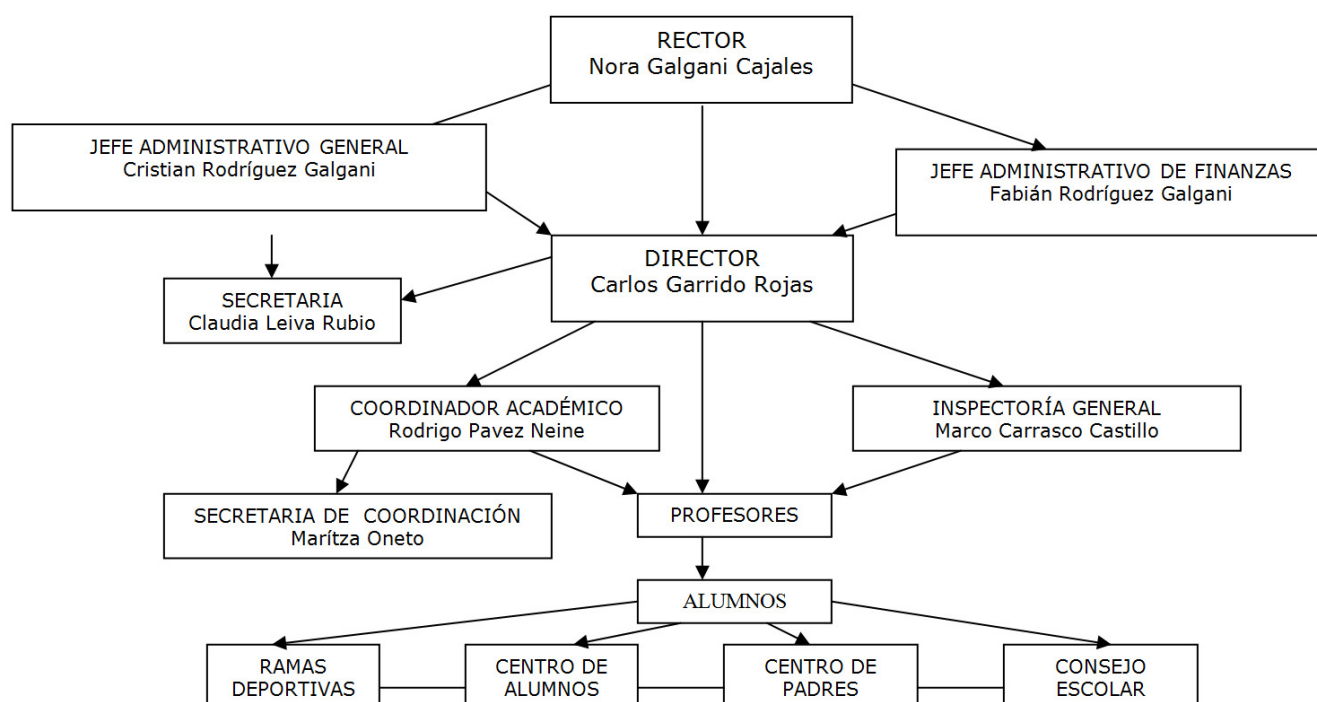 RECTOR
Nora Galgani Cajales
JEFE ADMINISTRATIVO GENERAL
Cristian Rodríguez Galgani
JEFE ADMINISTRATIVO DE FINANZAS
Fabián Rodríguez Galgani
DIRECTOR
Carlos Garrido Rojas
SECRETARIA
Claudia Leiva Rubio
COORDINADOR ACADÉMICO
Rodrigo Pavez Neine
INSPECTORÍA GENERAL
Marco Carrasco Castillo
SECRETARIA DE COORDINACIÓN
Marítza Oneto
PROFESORES
ALUMNOS
RAMAS
DEPORTIVAS
CENTRO DE
ALUMNOS
CENTRO DE
PADRES
CONSEJO
ESCOLAR